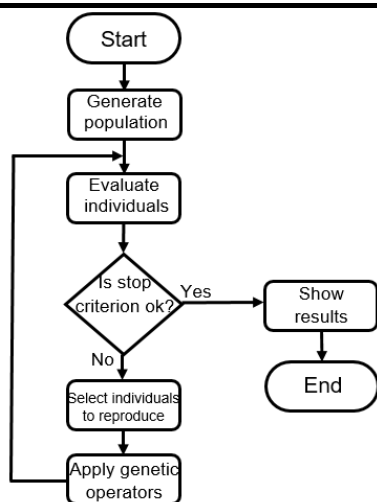 Start
Generate
population
Evaluate
individuals
Is stop
criterion ok?
Yes
Show
results
End
No
Select individuals
to reproduce
Apply genetic
operators